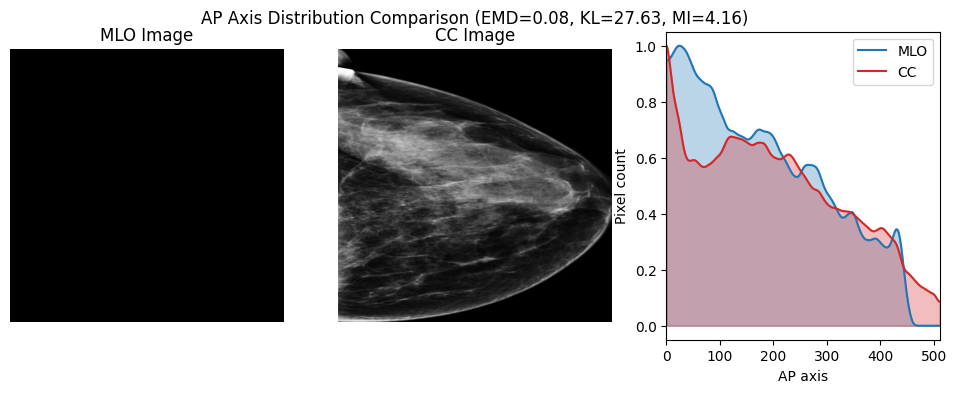 AP Axis Distribution Comparison (EMD=0.08, KL=27.63, MI=4.16)
MLO Image
CC Image
MLO
CC
Pixel count
1.0
0.8
0.6
0.4
0.2
0.0
0 100 200 300 400 500
AP axis